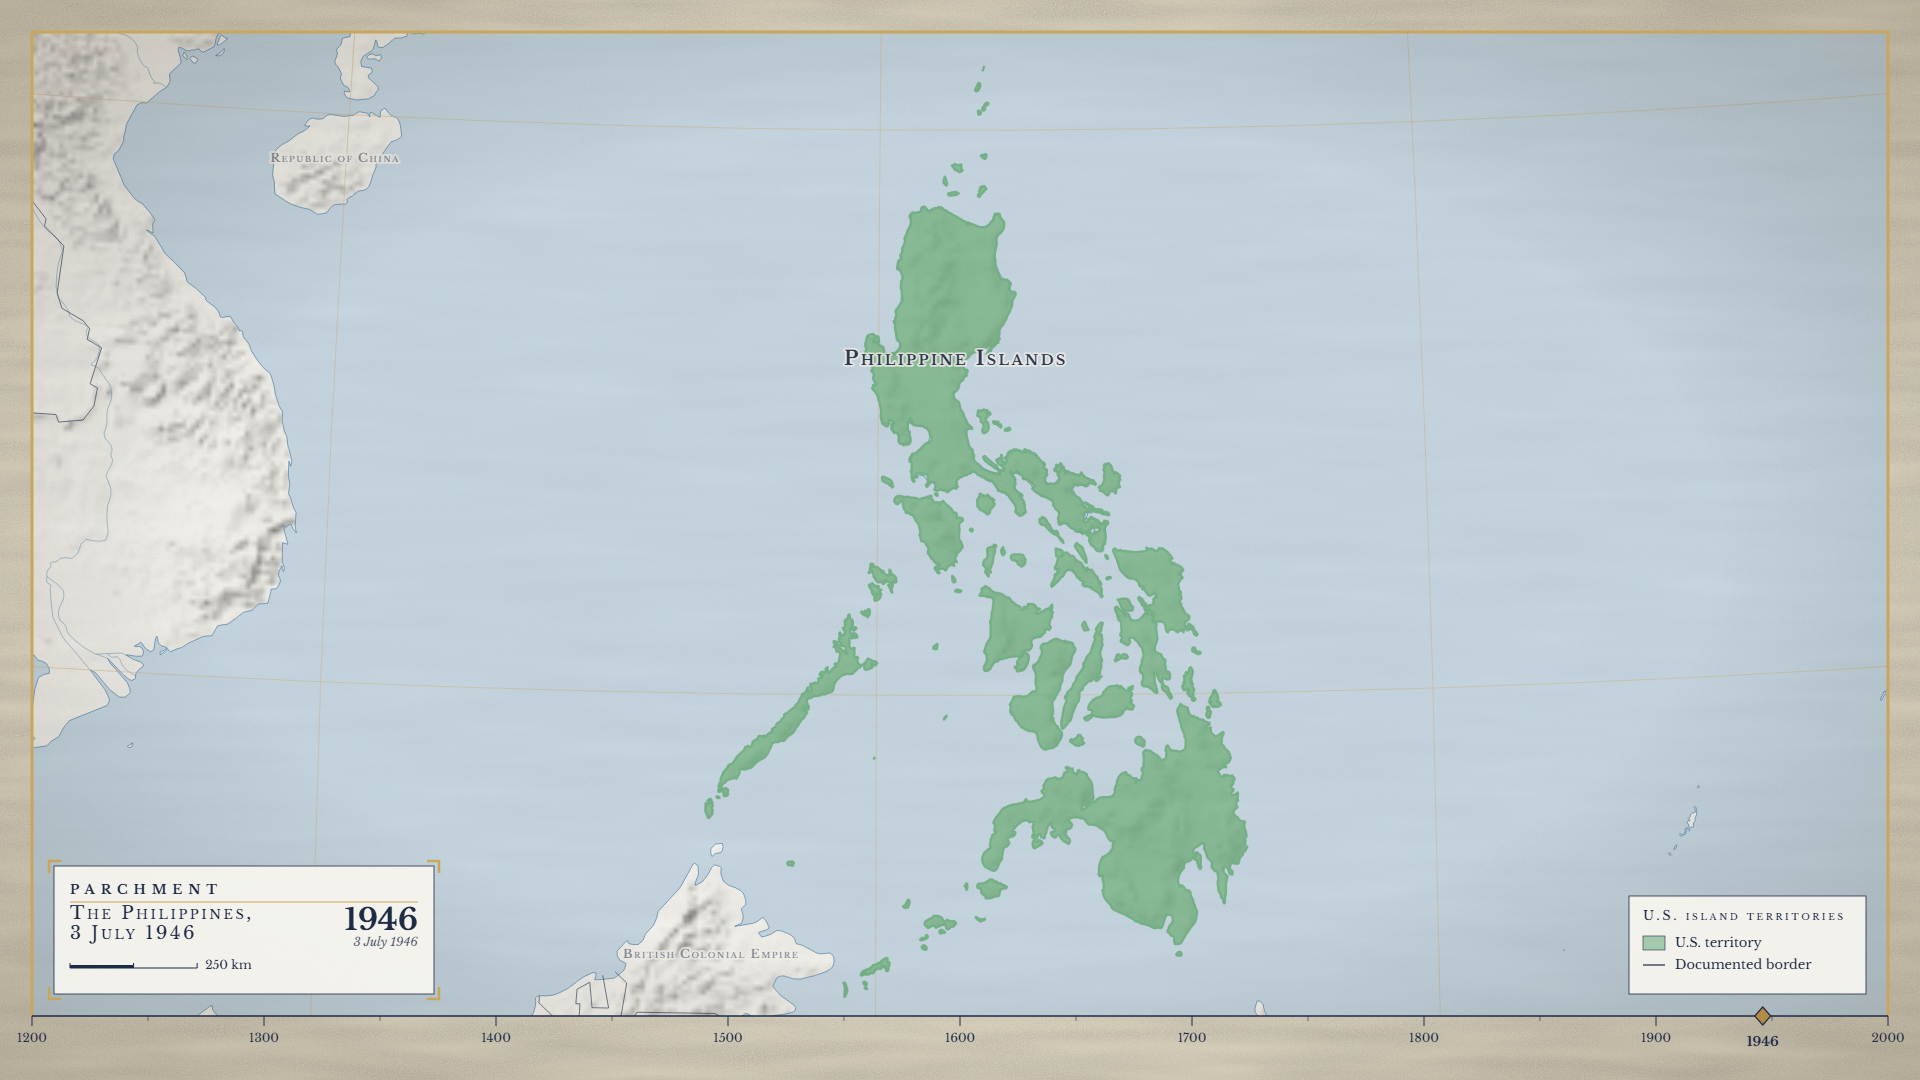 Republic of China
Philippine Islands
British Colonial Empire
PARCHMENT
The Philippines,
3 July 1946
1946
3 July 1946
250 km
U.S. island territories
U.S. territory
Documented border
1200 1300 1400 1500 1600 1700 1800 1900 1946 2000